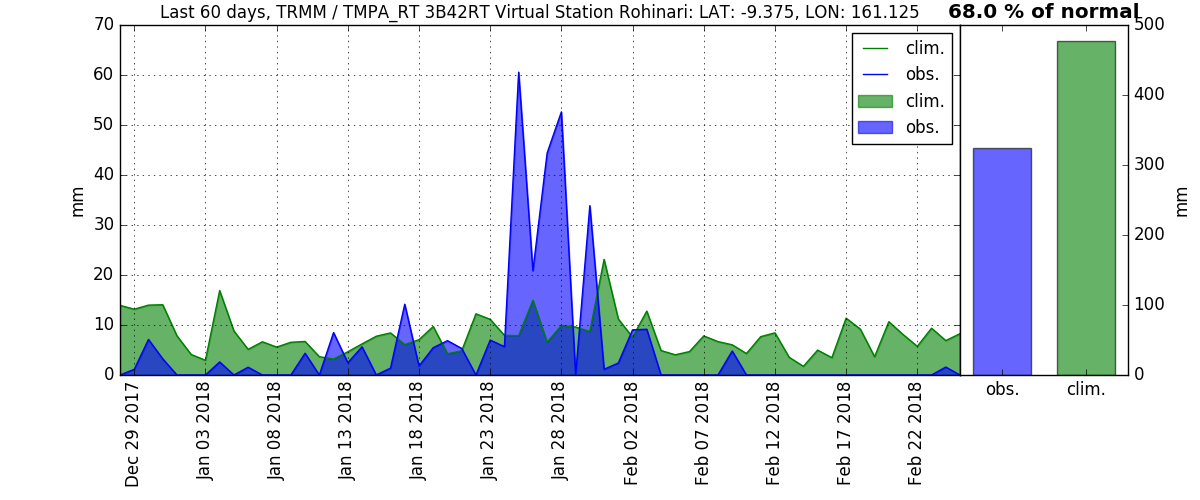 Last 60 days, TRMM / TMPA_RT 3B42RT Virtual Station Rohinari: LAT: -9.375, LON: 161.125
68.0 % of normal
70
60
50
40
30
20
10
0
mm
clim.
obs.
clim.
obs.
Dec 29 2017
Jan 03 2018
Jan 08 2018
Jan 13 2018
Jan 18 2018
Jan 23 2018
Jan 28 2018
Feb 02 2018
Feb 07 2018
Feb 12 2018
Feb 17 2018
Feb 22 2018
500
400
300
200
100
0
mm
obs.
clim.